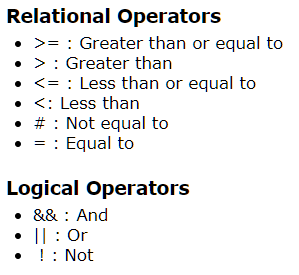 Relational Operators
• >= : Greater than or equal to
• > : Greater than
• <= : Less than or equal to
• <: Less than
• # : Not equal to
• = : Equal to
Logical Operators
• && : And
• || : Or
• ! : Not